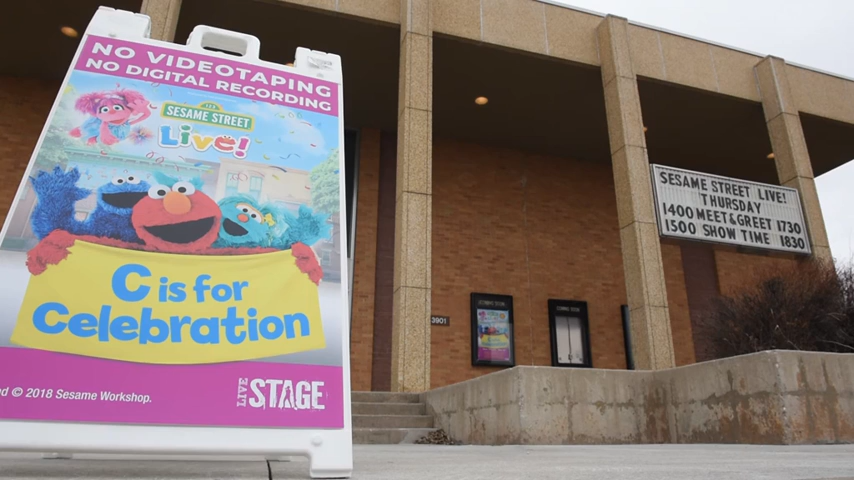 NO VIDEOTAPING
NO DIGITAL RECORDING
SESAME STREET
Live!
C is for
Celebration
© 2018 Sesame Workshop.
LIVE STAGE
3901
SESAME STREET LIVE!
THURSDAY
1400 MEET&GREET 1730
1500 SHOW TIME 1830